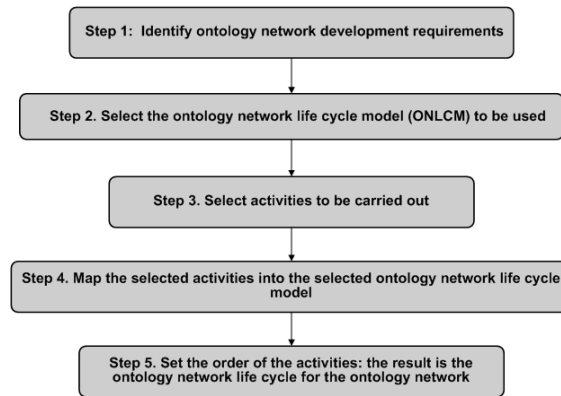 Step 1: Identify ontology network development requirements
Step 2. Select the ontology network life cycle model (ONLCM) to be used
Step 3. Select activities to be carried out
Step 4. Map the selected activities into the selected ontology network life cycle
model
Step 5. Set the order of the activities: the result is the
ontology network life cycle for the ontology network